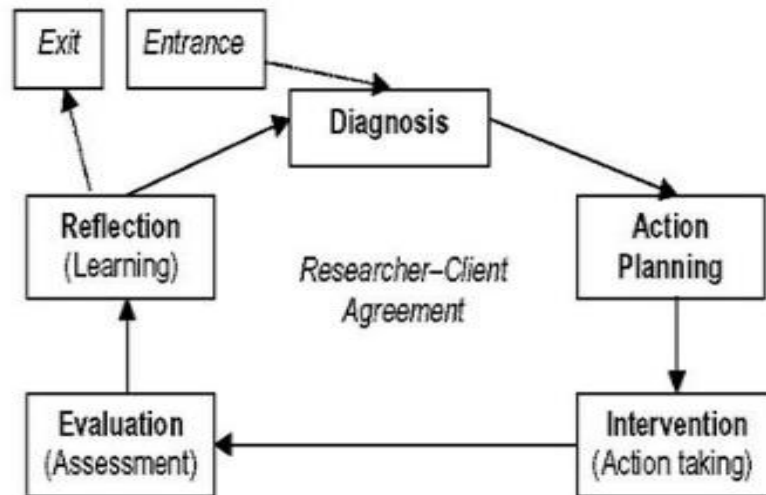 Exit
Entrance
Diagnosis
Reflection
(Learning)
Action
Planning
Researcher–Client
Agreement
Evaluation
(Assessment)
Intervention
(Action taking)